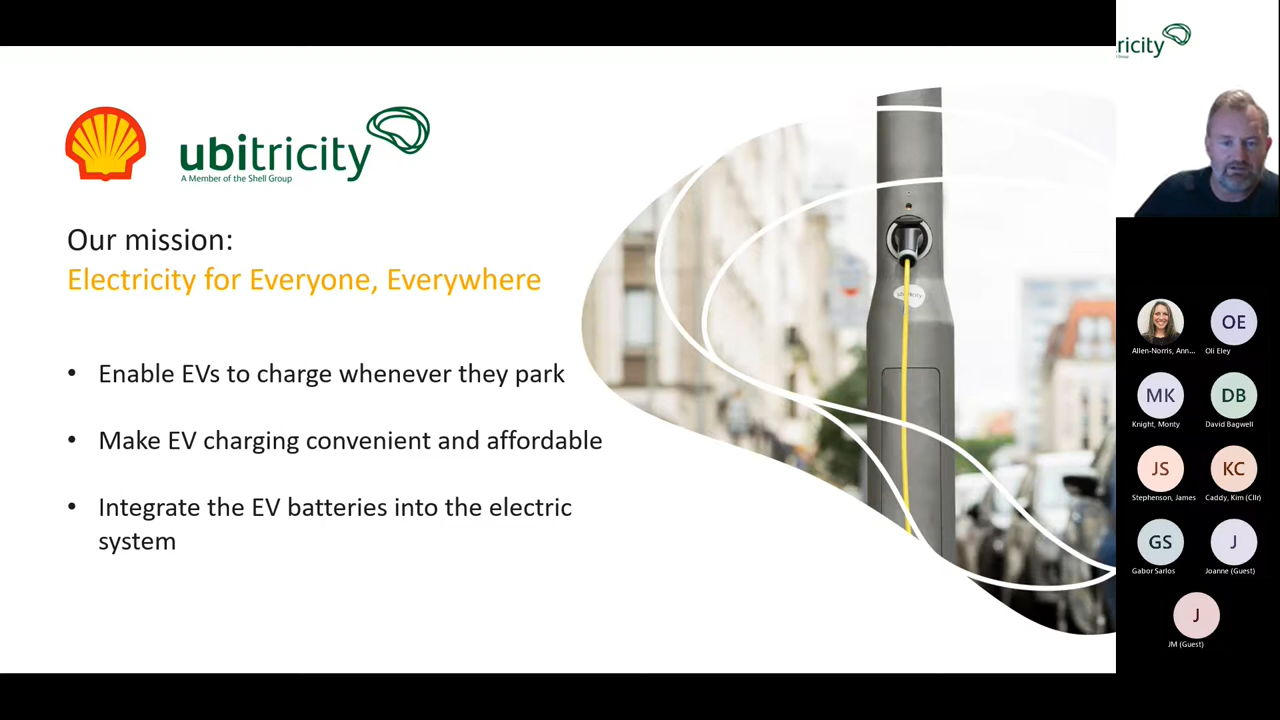 ubitricity
A Member of the Shell Group
Our mission:
Electricity for Everyone, Everywhere
• Enable EVs to charge whenever they park
• Make EV charging convenient and affordable
• Integrate the EV batteries into the electric
system
ubitricity
ricity
Allen-Norris, Ann...
OE
Oli Eley
MK
Knight, Monty
DB
David Bagwell
JS
Stephenson, James
KC
Caddy, Kim (Cllr)
GS
Gabor Sarlos
J
Joanne (Guest)
J
JM (Guest)